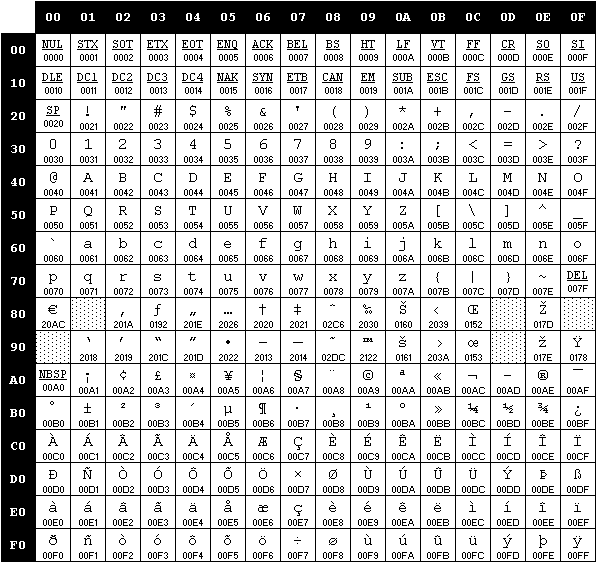 00 01 02 03 04 05 06 07 08 09 0A 0B 0C 0D 0E 0F
00 NUL STX SOT ETX EOT ENQ ACK BEL BS HT LF VT FF CR SO SI
0000 0001 0002 0003 0004 0005 0006 0007 0008 0009 000A 000B 000C 000D 000E 000F
10 DLE DC1 DC2 DC3 DC4 NAK SYN ETB CAN EM SUB ESC FS GS RS US
0010 0011 0012 0013 0014 0015 0016 0017 0018 0019 001A 001B 001C 001D 001E 001F
20 SP ! " # $ % & ' ( ) * + , - . /
0020 0021 0022 0023 0024 0025 0026 0027 0028 0029 002A 002B 002C 002D 002E 002F
30 0 1 2 3 4 5 6 7 8 9 : ; < = > ?
0030 0031 0032 0033 0034 0035 0036 0037 0038 0039 003A 003B 003C 003D 003E 003F
40 @ A B C D E F G H I J K L M N O
0040 0041 0042 0043 0044 0045 0046 0047 0048 0049 004A 004B 004C 004D 004E 004F
50 P Q R S T U V W X Y Z [ \ ] ^ _
0050 0051 0052 0053 0054 0055 0056 0057 0058 0059 005A 005B 005C 005D 005E 005F
60 ` a b c d e f g h i j k l m n o
0060 0061 0062 0063 0064 0065 0066 0067 0068 0069 006A 006B 006C 006D 006E 006F
70 p q r s t u v w x y z { | } ~ DEL
0070 0071 0072 0073 0074 0075 0076 0077 0078 0079 007A 007B 007C 007D 007E 007F
80 € ‚ ƒ „ … † ‡ ˆ ‰ Š ‹ Œ Ž
20AC 201A 0192 201E 2026 2020 2021 02C6 2030 0160 2039 0152 017D
90 ‘ ’ “ ” • – — ˜ ™ š › œ ž Ÿ
2018 2019 201C 201D 2022 2013 2014 02DC 2122 0161 203A 0153 017E 0178
A0 NBSP ¡ ¢ £ ¤ ¥ ¦ § ¨ © ª « ¬ - ® ¯
00A0 00A1 00A2 00A3 00A4 00A5 00A6 00A7 00A8 00A9 00AA 00AB 00AC 00AD 00AE 00AF
B0 ° ± ² ³ ´ µ ¶ · ¸ ¹ º » ¼ ½ ¾ ¿
00B0 00B1 00B2 00B3 00B4 00B5 00B6 00B7 00B8 00B9 00BA 00BB 00BC 00BD 00BE 00BF
C0 À Á Â Ã Ä Å Æ Ç È É Ê Ë Ì Í Î Ï
00C0 00C1 00C2 00C3 00C4 00C5 00C6 00C7 00C8 00C9 00CA 00CB 00CC 00CD 00CE 00CF
D0 Ð Ñ Ò Ó Ô Õ Ö × Ø Ù Ú Û Ü Ý Þ ß
00D0 00D1 00D2 00D3 00D4 00D5 00D6 00D7 00D8 00D9 00DA 00DB 00DC 00DD 00DE 00DF
E0 à á â ã ä å æ ç è é ê ë ì í î ï
00E0 00E1 00E2 00E3 00E4 00E5 00E6 00E7 00E8 00E9 00EA 00EB 00EC 00ED 00EE 00EF
F0 ð ñ ò ó ô õ ö ÷ ø ù ú û ü ý þ ÿ
00F0 00F1 00F2 00F3 00F4 00F5 00F6 00F7 00F8 00F9 00FA 00FB 00FC 00FD 00FE 00FF